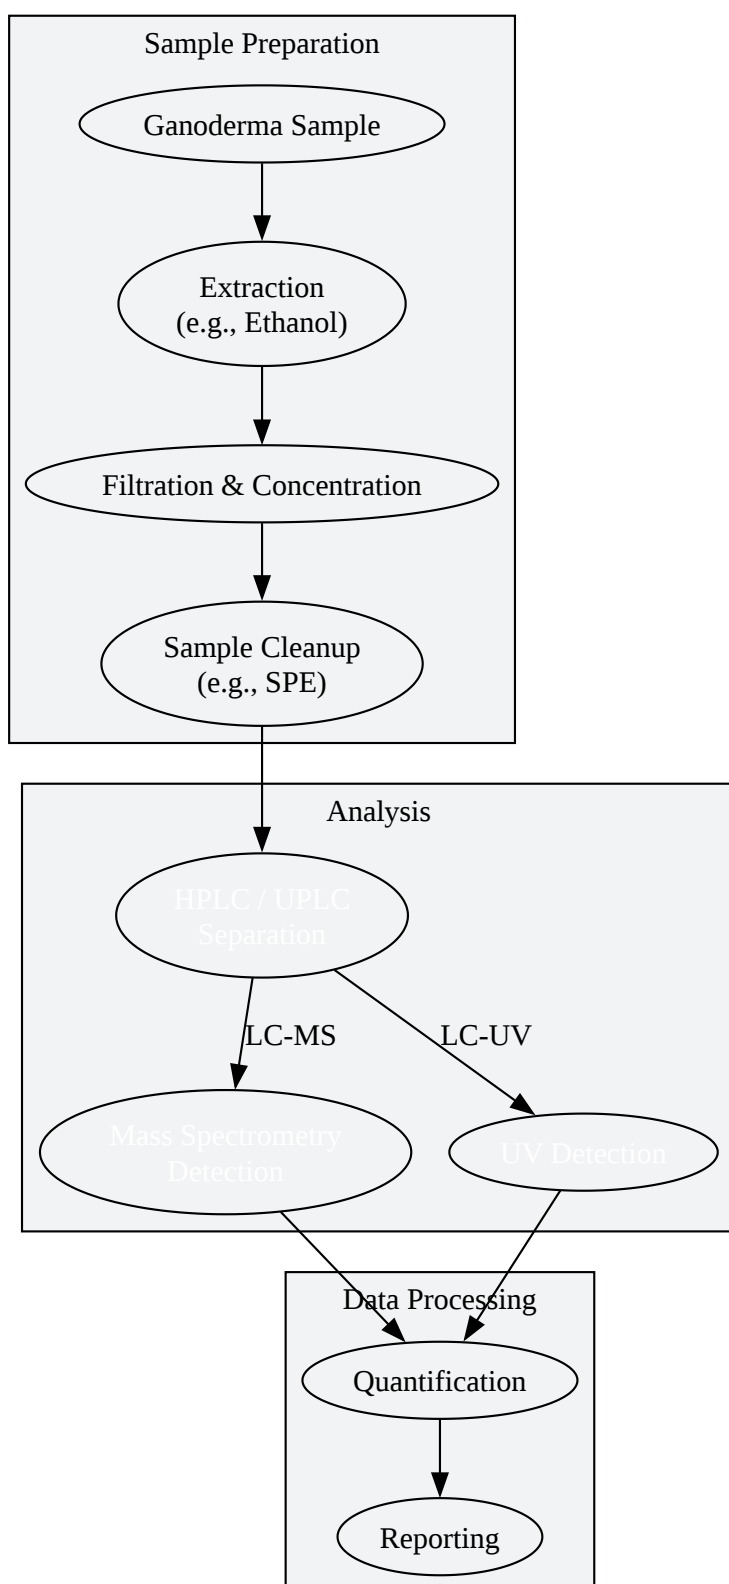 Sample Preparation
Ganoderma Sample
Extraction
(e.g., Ethanol)
Filtration & Concentration
Sample Cleanup
(e.g., SPE)
Analysis
HPLC / UPLC
Separation
LC-MS
LC-UV
Mass Spectrometry
Detection
UV Detection
Data Processing
Quantification
Reporting